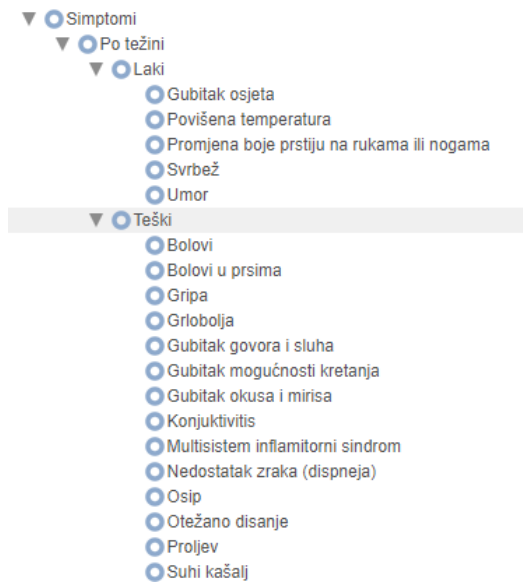 Simptomi
Po težini
Laki
Gubitak osjeta
Povišena temperatura
Promjena boje prstiju na rukama ili nogama
Svrbež
Umor
Teški
Bolovi
Bolovi u prsima
Gripa
Grlobolja
Gubitak govora i sluha
Gubitak mogućnosti kretanja
Gubitak okusa i mirisa
Konjuktivitis
Multisistem inflamitorni sindrom
Nedostatak zraka (dispneja)
Osip
Otežano disanje
Proljev
Suhi kašalj